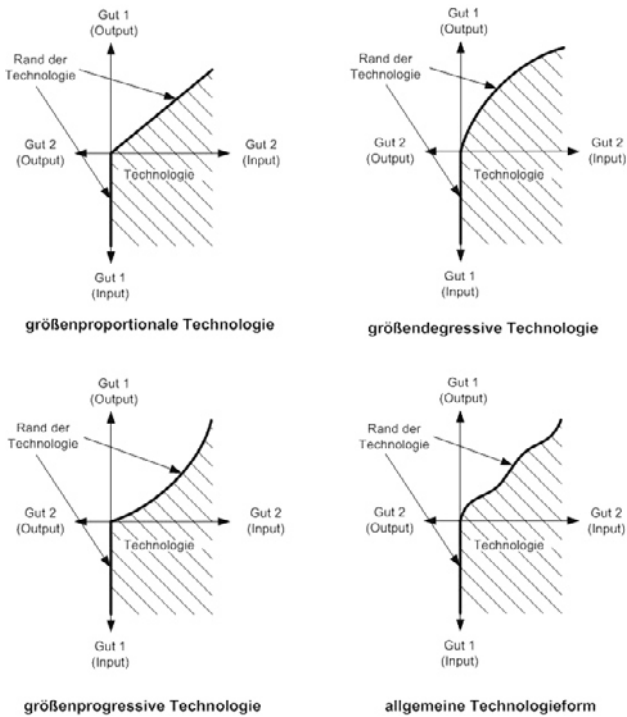 Gut 1
(Output)
Rand der
Technologie
Gut 2
(Output)
Gut 2
(Input)
Technologie
Gut 1
(Input)
größenproportionale Technologie
Gut 1
(Output)
Rand der
Technologie
Gut 2
(Output)
Gut 2
(Input)
Technologie
Gut 1
(Input)
größendegressive Technologie
Gut 1
(Output)
Rand der
Technologie
Gut 2
(Output)
Gut 2
(Input)
Technologie
Gut 1
(Input)
größenprogressive Technologie
Gut 1
(Output)
Rand der
Technologie
Gut 2
(Output)
Gut 2
(Input)
Technologie
Gut 1
(Input)
allgemeine Technologieform